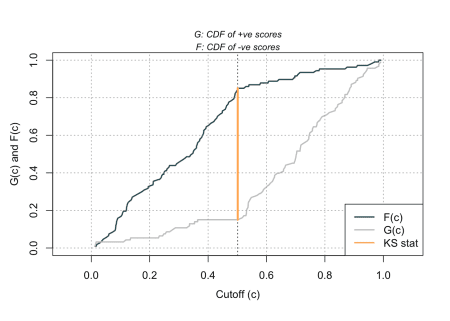 G: CDF of +ve scores
F: CDF of -ve scores
G(c) and F(c)
1.0
0.8
0.6
0.4
0.2
0.0
F(c)
G(c)
KS stat
0.0 0.2 0.4 0.6 0.8 1.0
Cutoff (c)